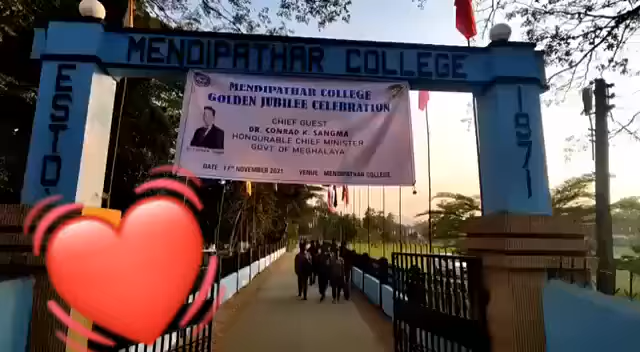 MENDIPATHAR COLLEGE
ESTD.
1971
MENDIPATHAR COLLEGE
GOLDEN JUBILEE CELEBRATION
CHIEF GUEST
DR. CONRAD K. SANGMA
HONOURABLE CHIEF MINISTER
GOVT OF MEGHALAYA
DATE 17TH NOVEMBER 2021 VENUE MENDIPATHAR COLLEGE